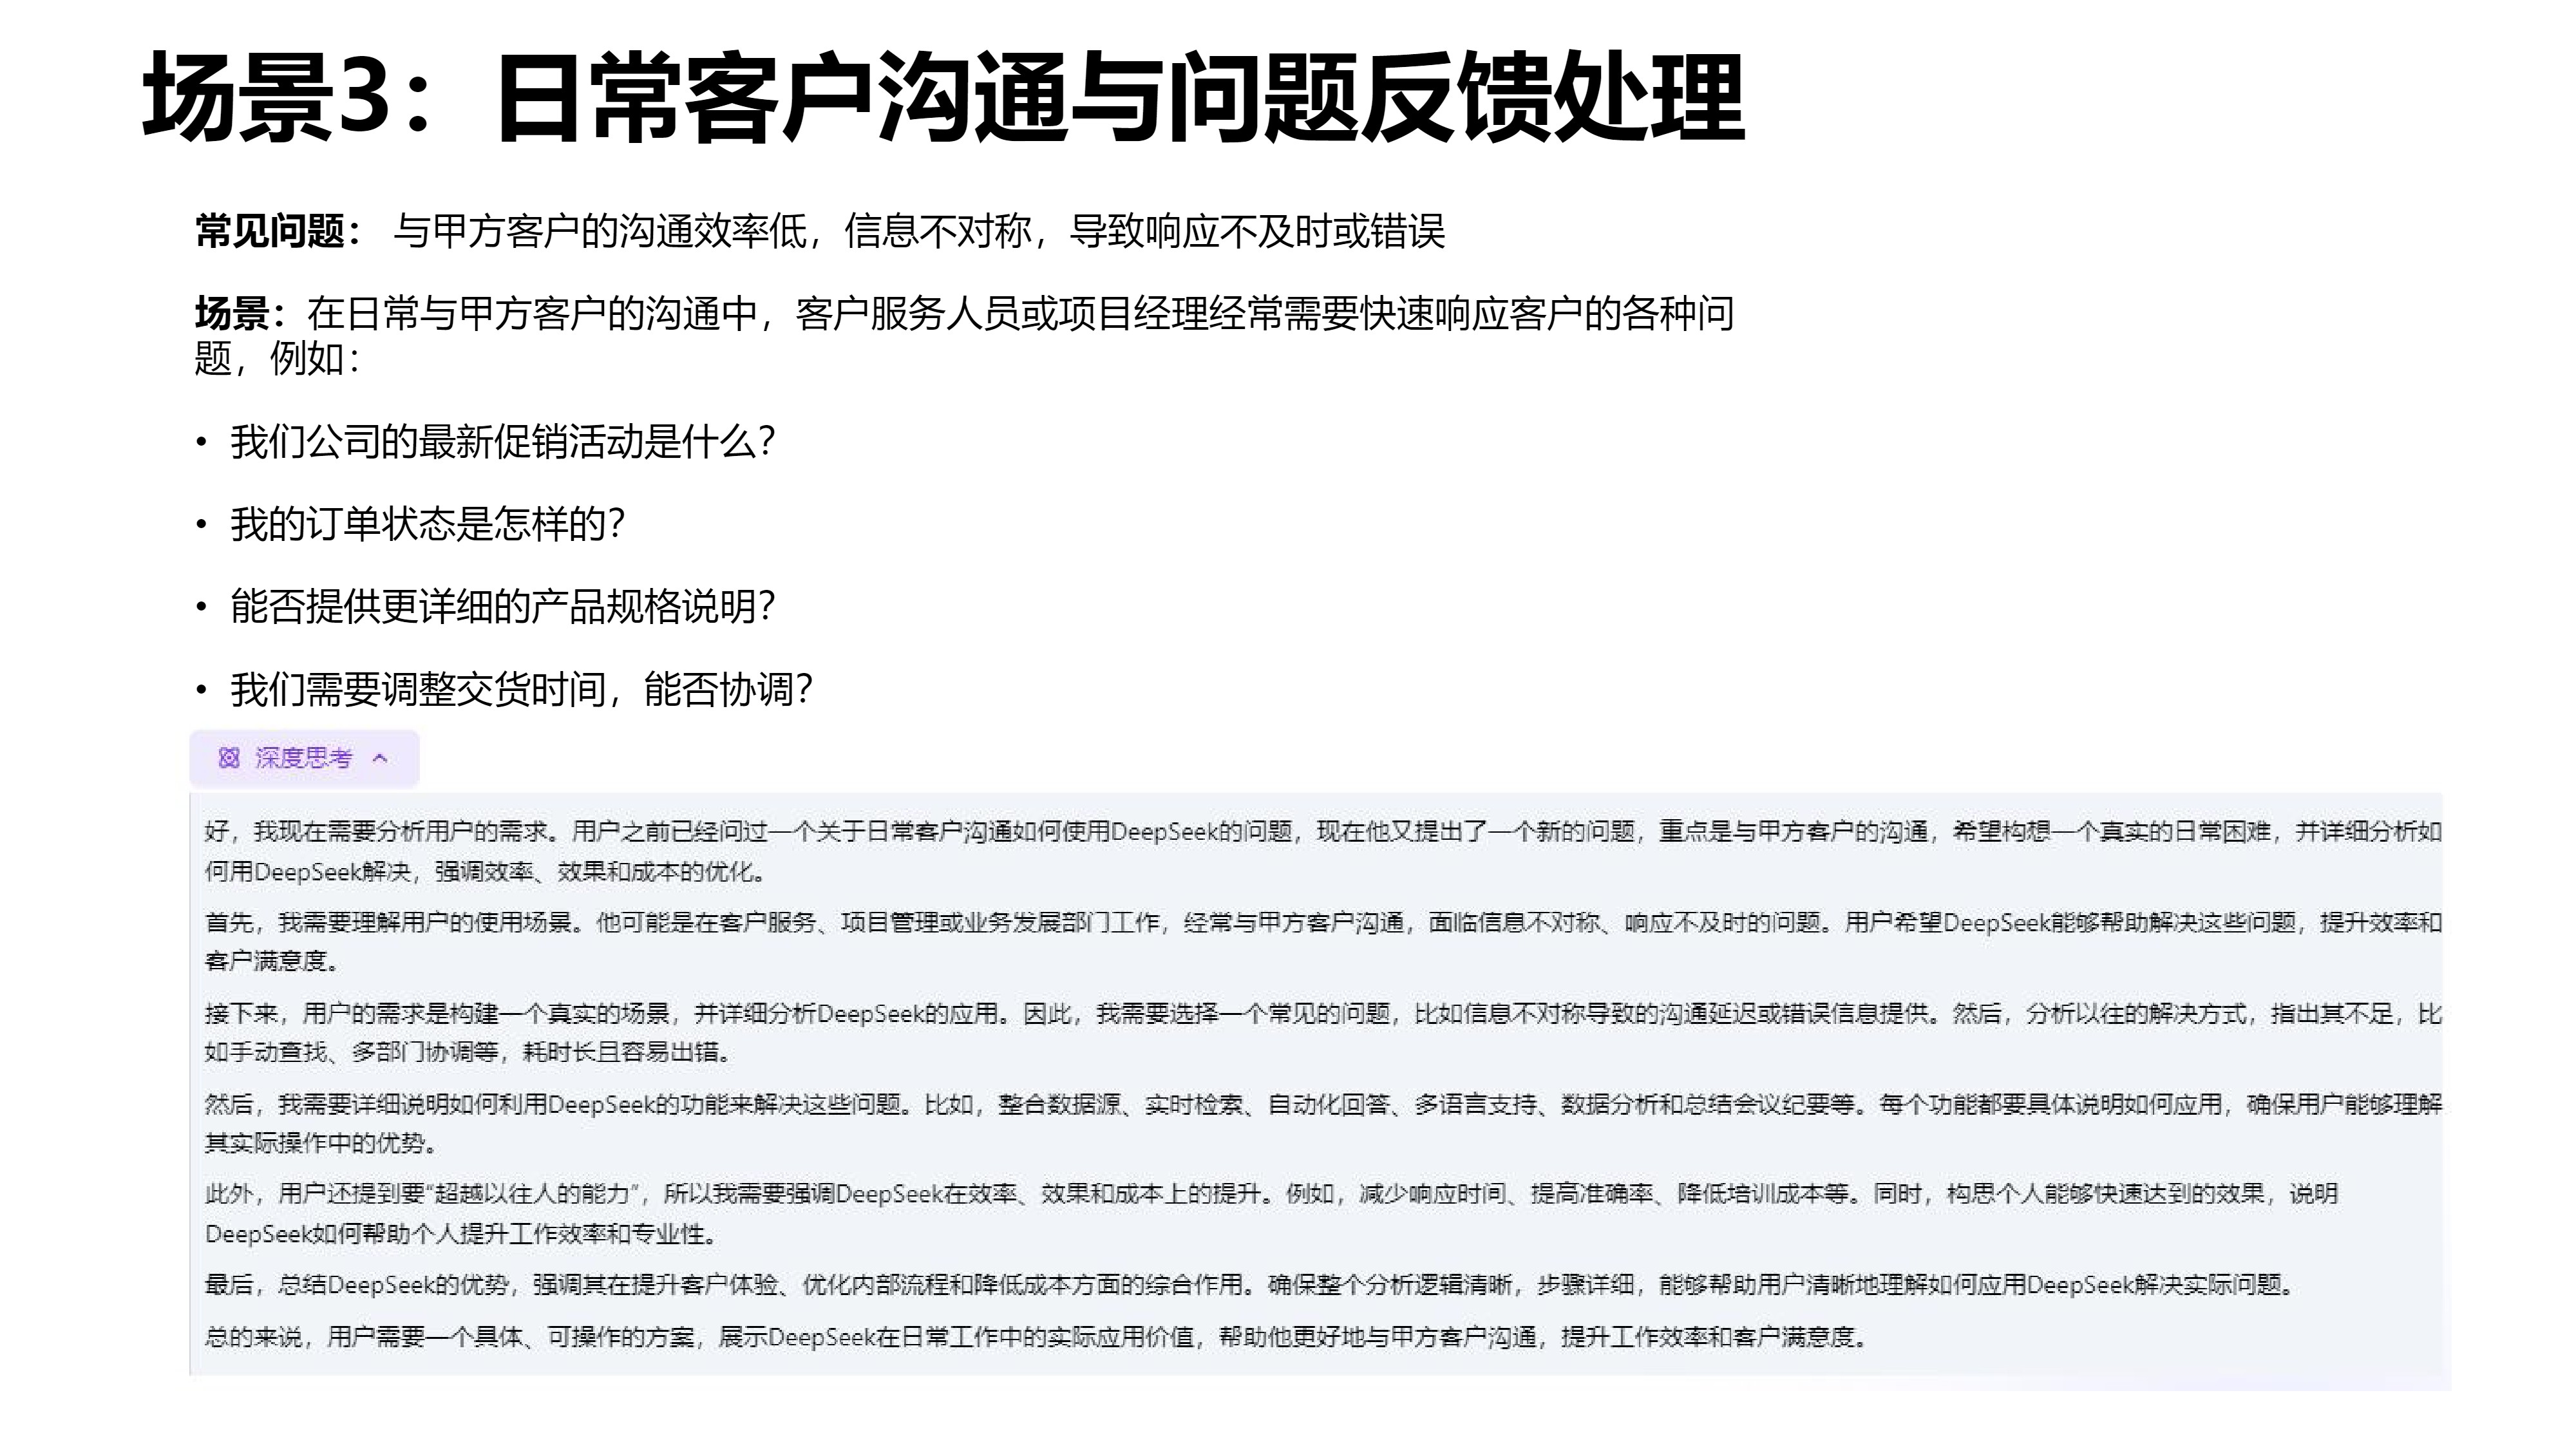 场景3：日常客户沟通与问题反馈处理
常见问题： 与甲方客户的沟通效率低，信息不对称，导致响应不及时或错误
场景：在日常与甲方客户的沟通中，客户服务人员或项目经理经常需要快速响应客户的各种问
题，例如：
• 我们公司的最新促销活动是什么？
• 我的订单状态是怎样的？
• 能否提供更详细的产品规格说明？
• 我们需要调整交货时间，能否协调？
深度思考
好，我现在需要分析用户的需求。用户之前已经问过一个关于日常客户沟通如何使用DeepSeek的问题，现在他又提出了一个新的问题，重点是与甲方客户的沟通，希望构想一个真实的日常困难，并详细分析如
何用DeepSeek解决，强调效率、效果和成本的优化。
首先，我需要理解用户的使用场景。他可能是在客户服务、项目管理或业务发展部门工作，经常与甲方客户沟通，面临信息不对称、响应不及时的问题。用户希望DeepSeek能够帮助解决这些问题，提升效率和
客户满意度。
接下来，用户的需求是构建一个真实的场景，并详细分析DeepSeek的应用。因此，我需要选择一个常见的问题，比如信息不对称导致的沟通延迟或错误信息提供。然后，分析以往的解决方式，指出其不足，比
如手动查找、多部门协调等，耗时长且容易出错。
然后，我需要详细说明如何利用DeepSeek的功能来解决这些问题。比如，整合数据源、实时检索、自动化回答、多语言支持、数据分析和总结会议纪要等。每个功能都要具体说明如何应用，确保用户能够理解
其实际操作中的优势。
此外，用户还提到要“超越以往人的能力”，所以我需要强调DeepSeek在效率、效果和成本上的提升。例如，减少响应时间、提高准确率、降低培训成本等。同时，构思个人能够快速达到的效果，说明
DeepSeek如何帮助个人提升工作效率和专业性。
最后，总结DeepSeek的优势，强调其在提升客户体验、优化内部流程和降低成本方面的综合作用。确保整个分析逻辑清晰，步骤详细，能够帮助用户清晰地理解如何应用DeepSeek解决实际问题。
总的来说，用户需要一个具体、可操作的方案，展示DeepSeek在日常工作中的实际应用价值，帮助他更好地与甲方客户沟通，提升工作效率和客户满意度。